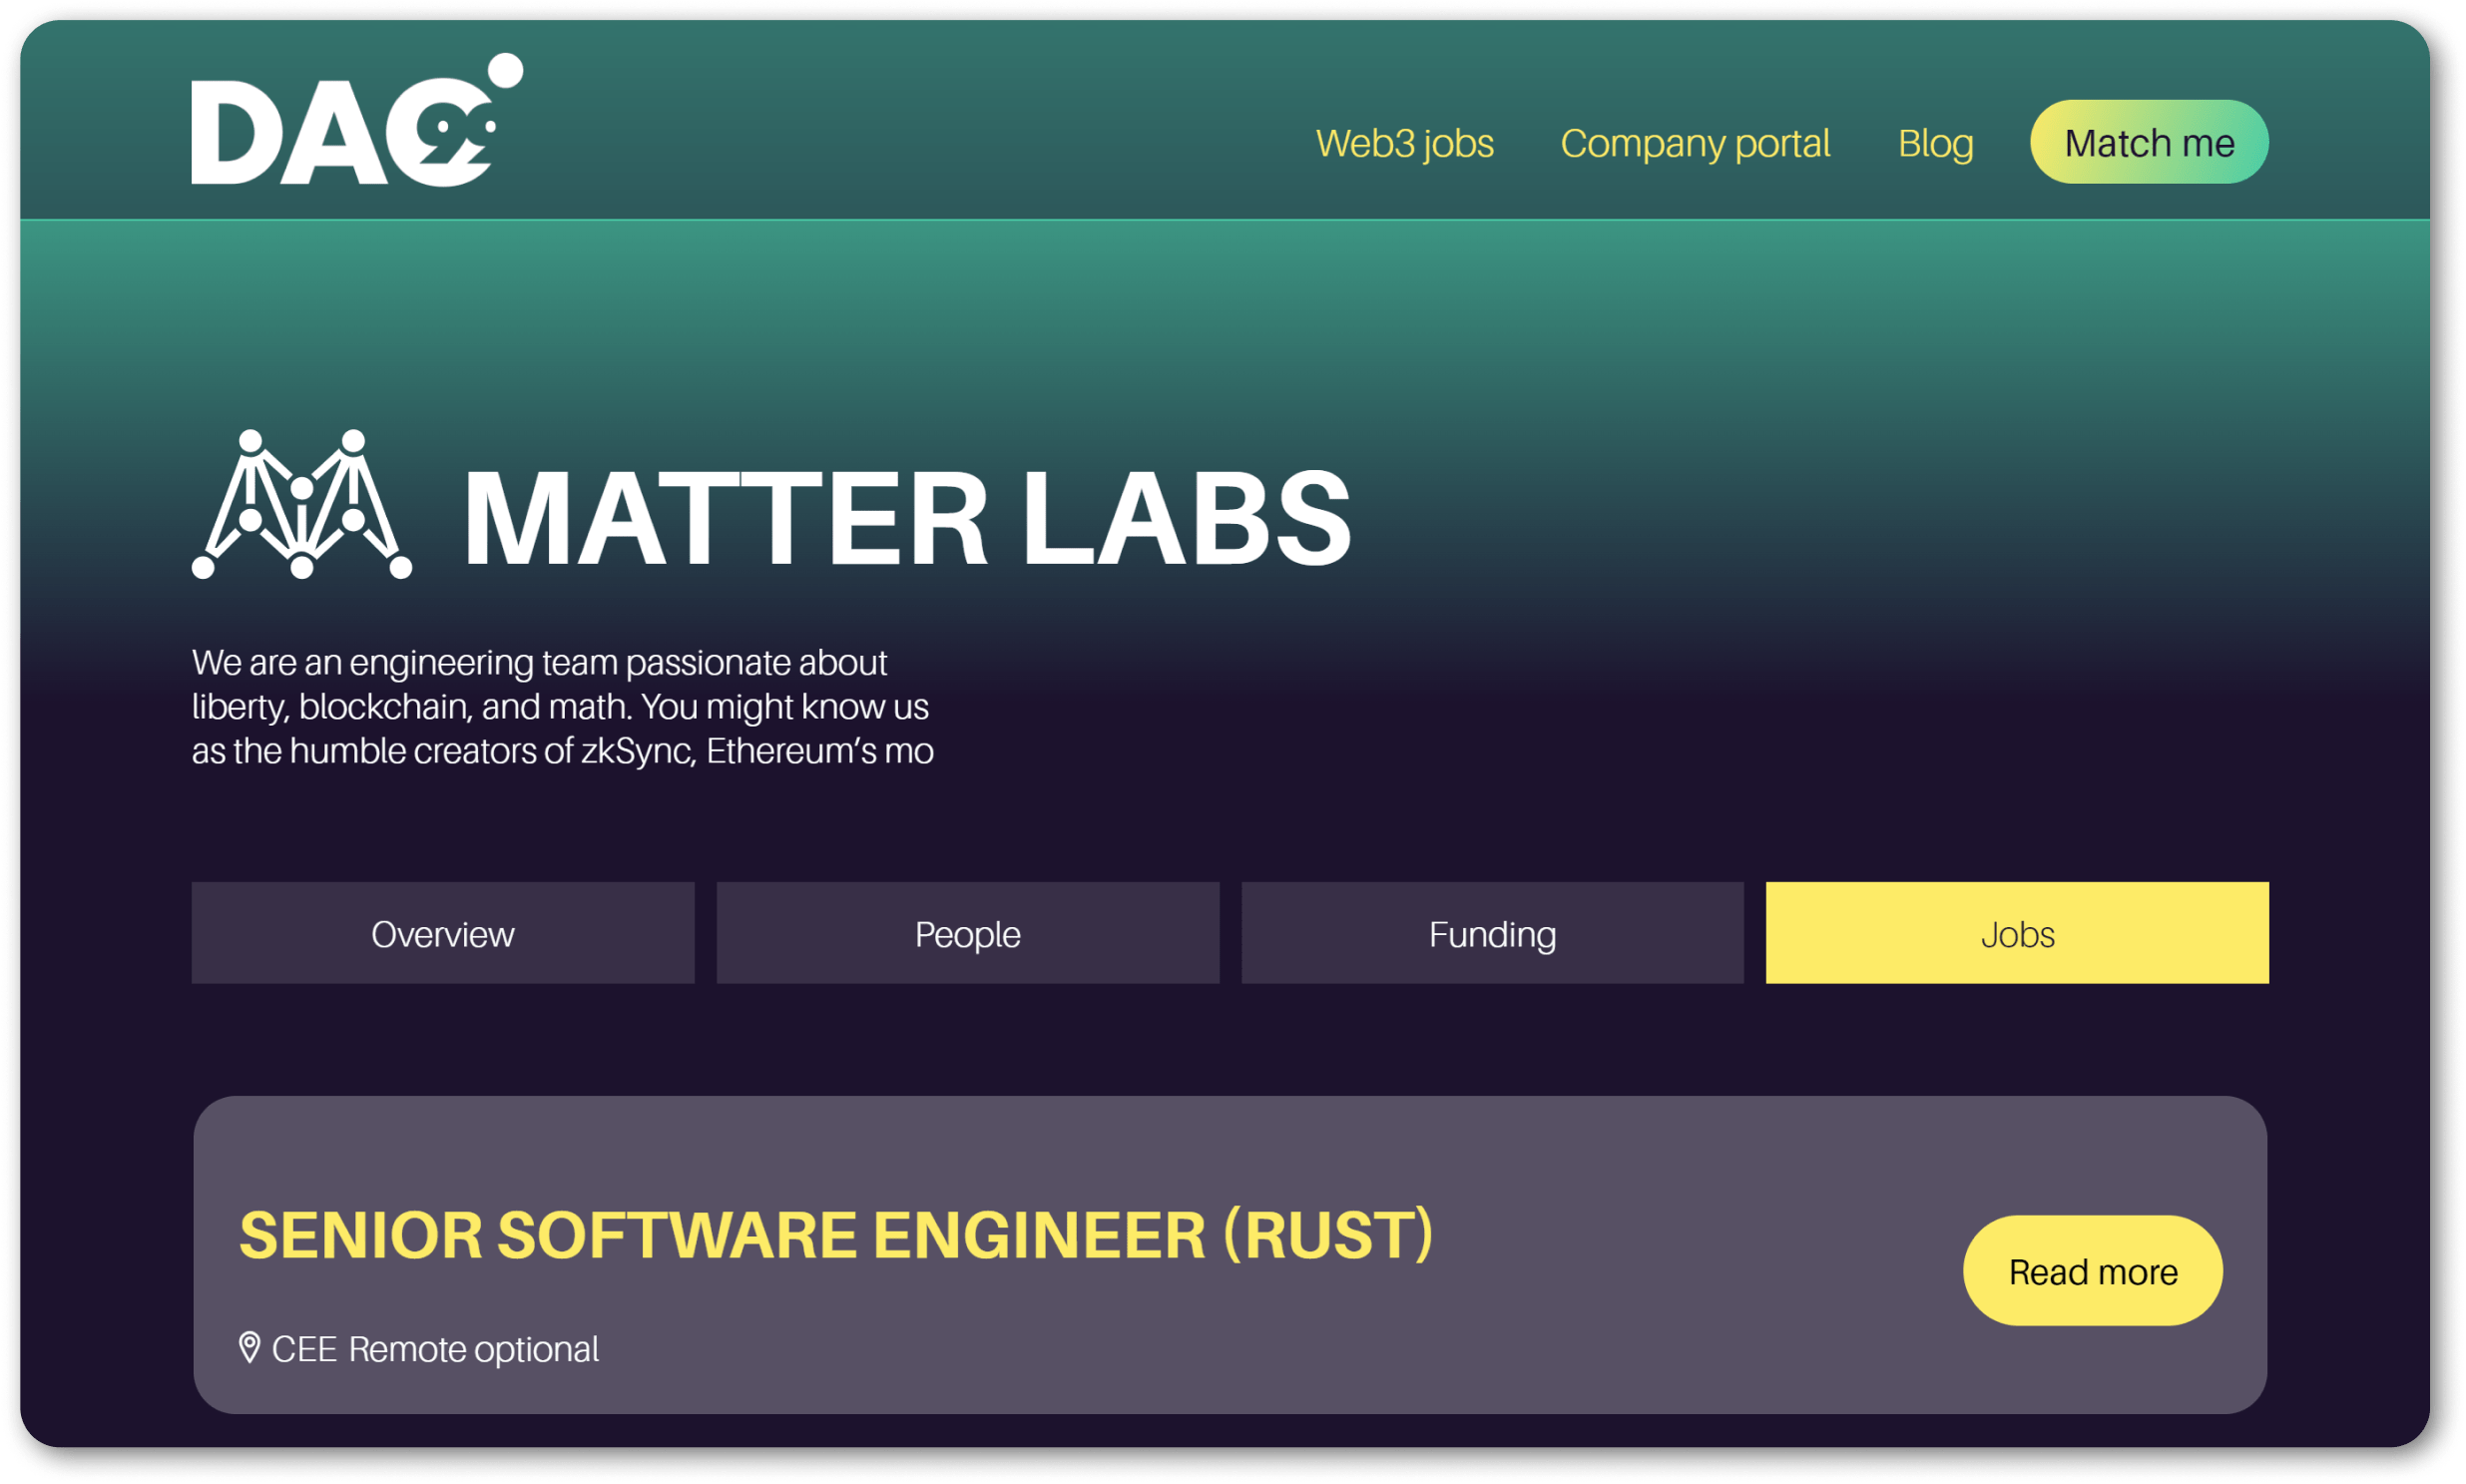 DAO
Web3 jobs Company portal Blog Match me
MATTER LABS
We are an engineering team passionate about
liberty, blockchain, and math. You might know us
as the humble creators of zkSync, Ethereum’s mo
Overview People Funding Jobs
SENIOR SOFTWARE ENGINEER (RUST)
Read more
CEE Remote optional